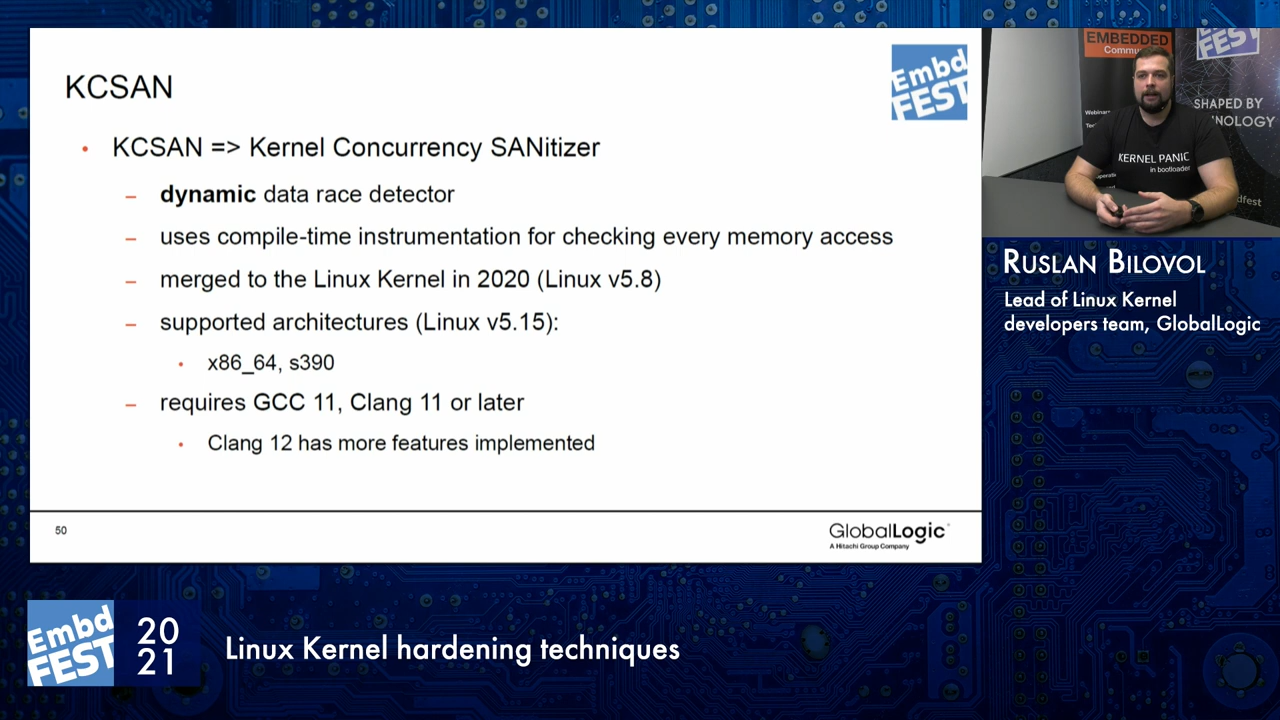 KCSAN
Embd
FEST
• KCSAN => Kernel Concurrency SANitizer
– dynamic data race detector
– uses compile-time instrumentation for checking every memory access
– merged to the Linux Kernel in 2020 (Linux v5.8)
– supported architectures (Linux v5.15):
• x86_64, s390
– requires GCC 11, Clang 11 or later
• Clang 12 has more features implemented
50
GlobalLogic
A Hitachi Group Company
EMBEDDED
FEST
SHAPED BY
KERNEL PANIC
in bootloader
RUSLAN BILOVOL
Lead of Linux Kernel
developers team, GlobalLogic
Embd
FEST
20
21
Linux Kernel hardening techniques